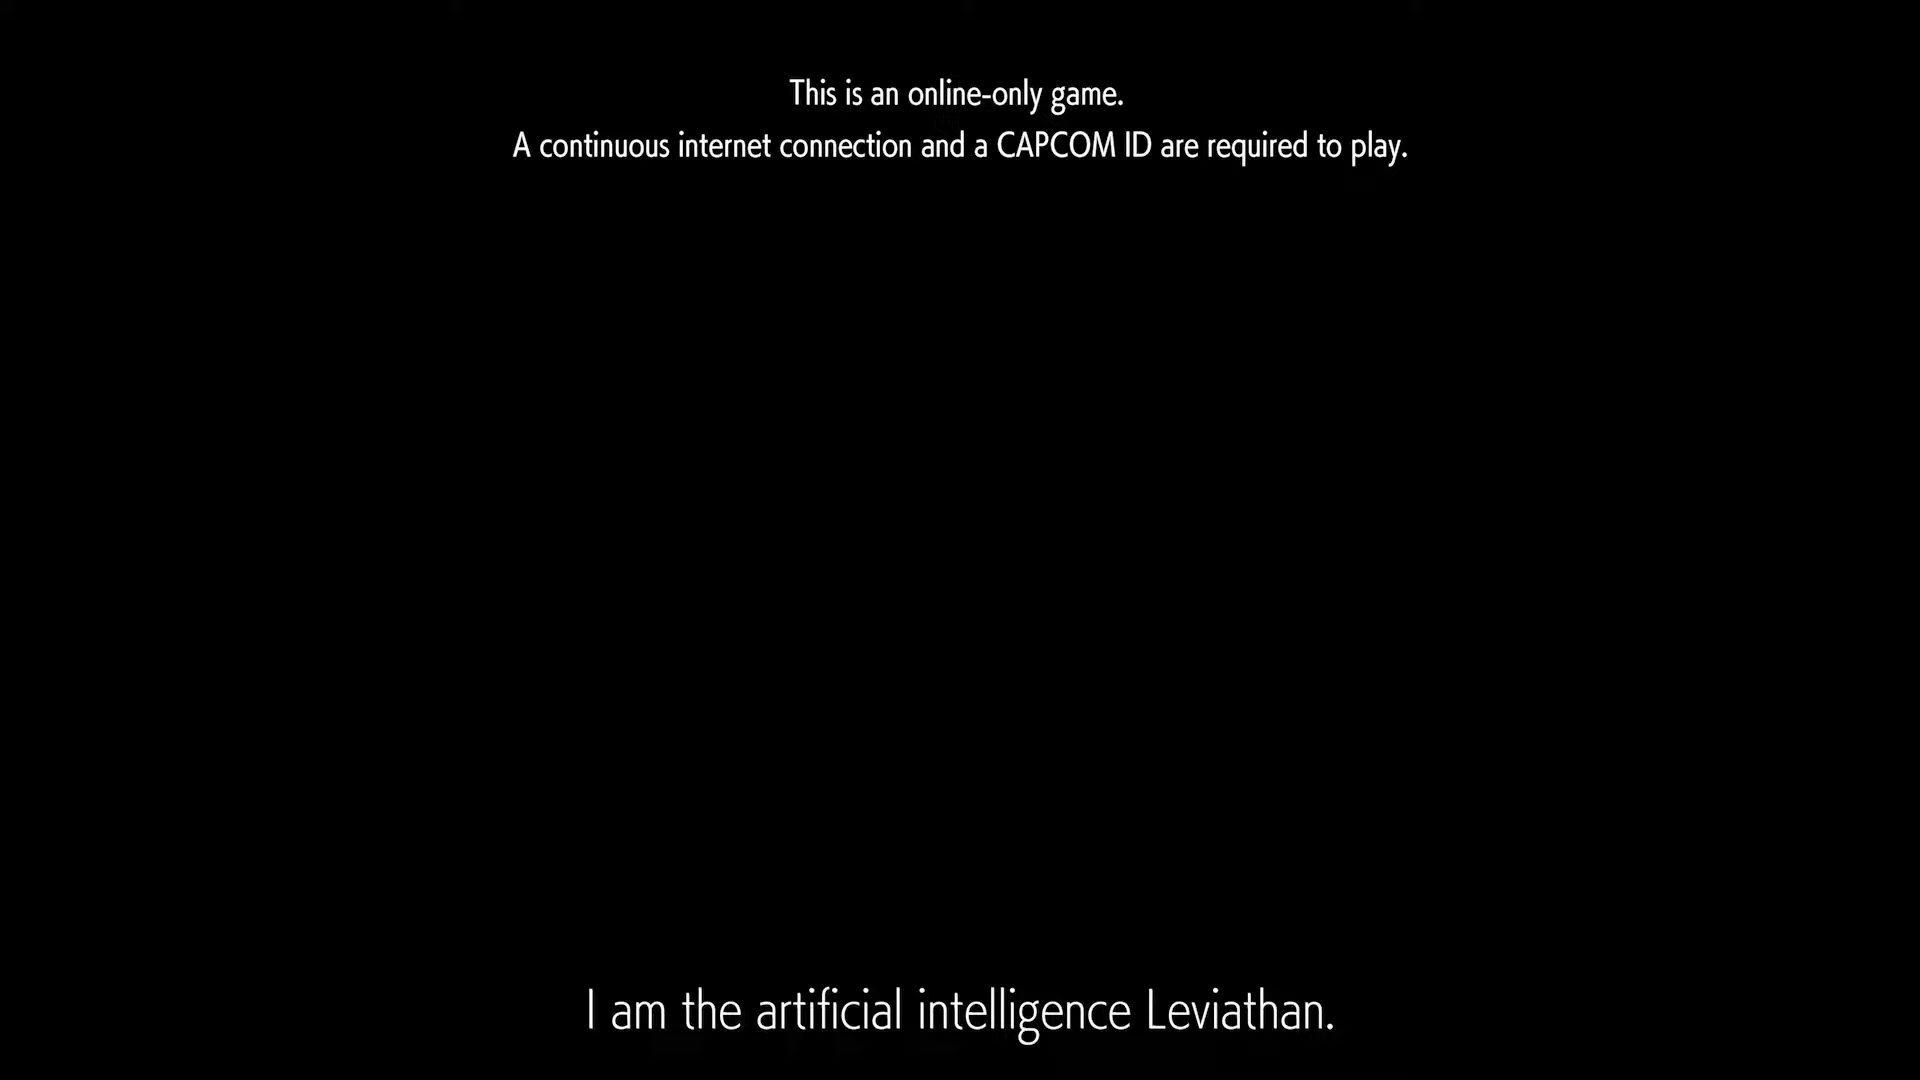 This is an online-only game.
A continuous internet connection and a CAPCOM ID are required to play.
I am the artificial intelligence Leviathan.